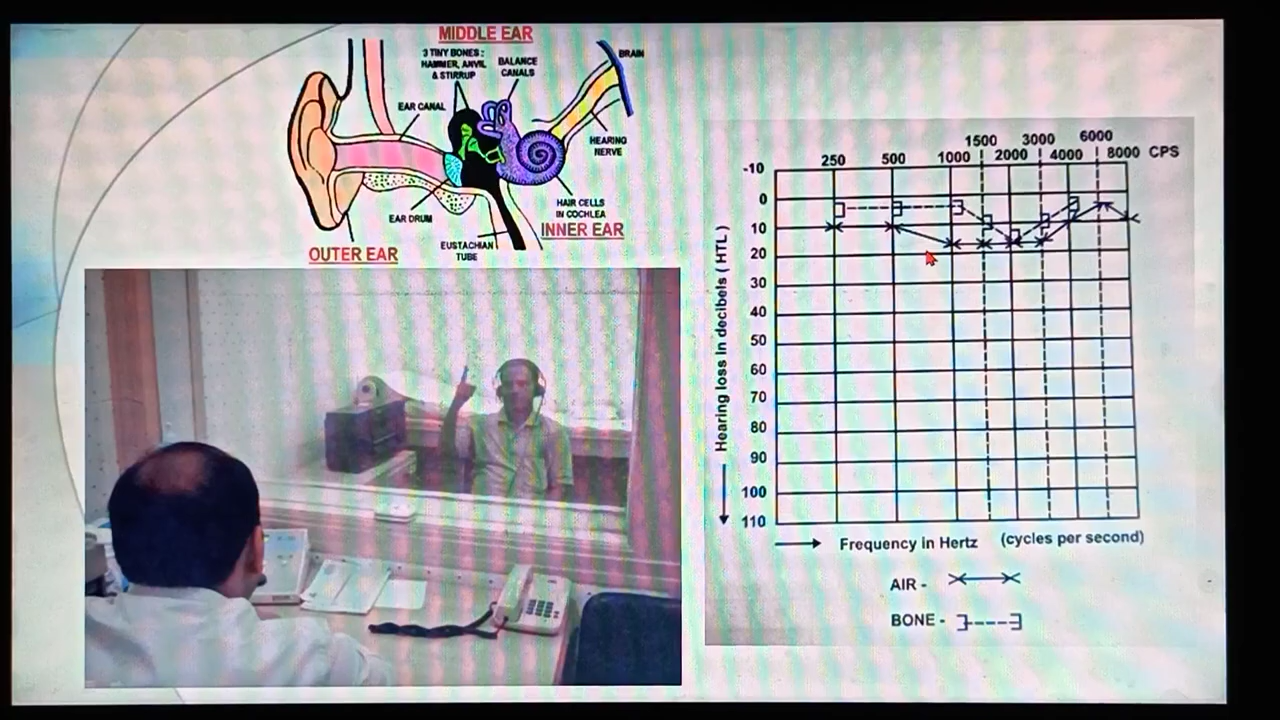 MIDDLE EAR
3 TINY BONES :
HAMMER, ANVIL
& STIRRUP
BALANCE
CANALS
BRAIN
EAR CANAL
HEARING
NERVE
EAR DRUM
HAIR CELLS
IN COCHLEA
INNER EAR
EUSTACHIAN
TUBE
OUTER EAR
1500 3000 6000
250 500 1000 2000 4000 8000 CPS
-10
0
10
20
30
40
50
60
70
80
90
100
110
Hearing loss in decibels ( HTL )
Frequency in Hertz (cycles per second)
AIR -
BONE -